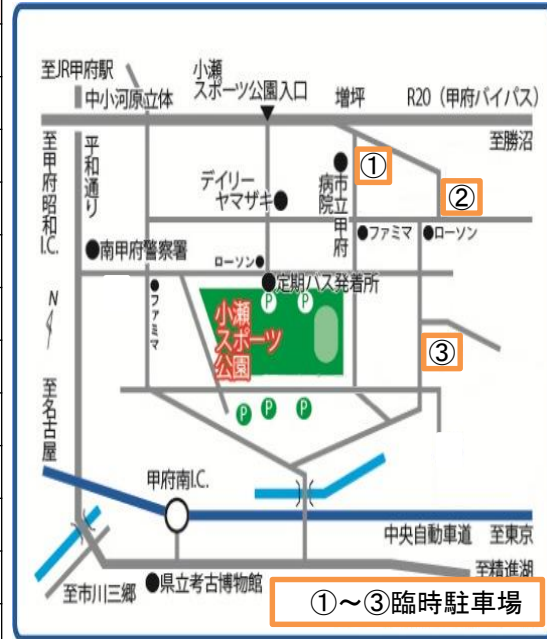 至JR甲府駅
中小河原立体
小瀬
スポーツ公園入口
増坪
R20（甲府バイパス）
至勝沼
至甲府昭和I.C.
平和通り
デイリー
ヤマザキ
市立甲府
病院
①
②
ファミマ
ローソン
南甲府警察署
ローソン
定期バス発着所
N
ファミマ
P
P
小瀬
スポーツ
公園
③
至名古屋
P
P
P
甲府南I.C.
中央自動車道
至東京
至市川三郷
県立考古博物館
至精進湖
①～③臨時駐車場